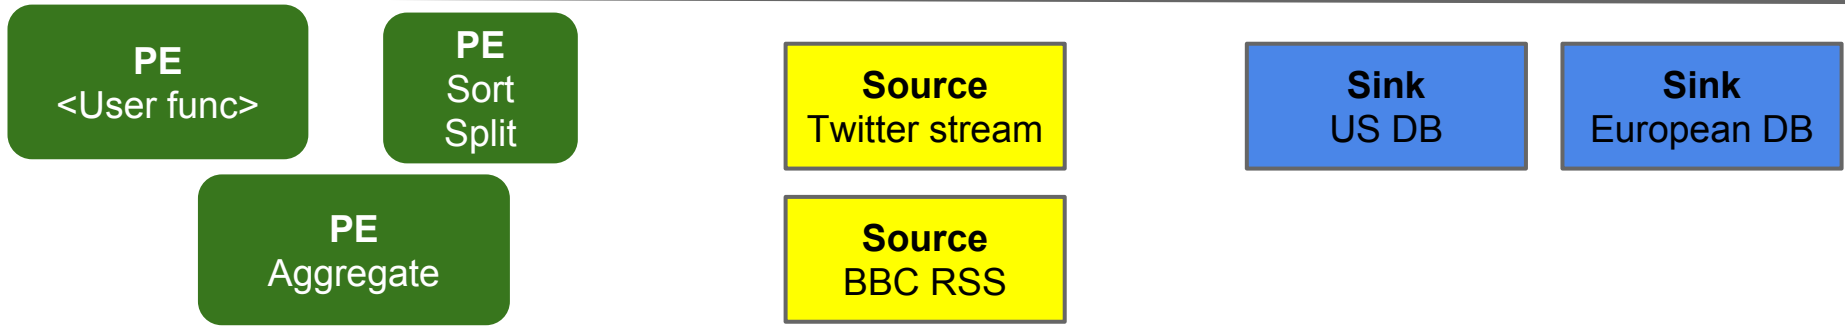 PE
<User func>
PE
Sort
Split
PE
Aggregate
Source
Twitter stream
Source
BBC RSS
Sink
US DB
Sink
European DB